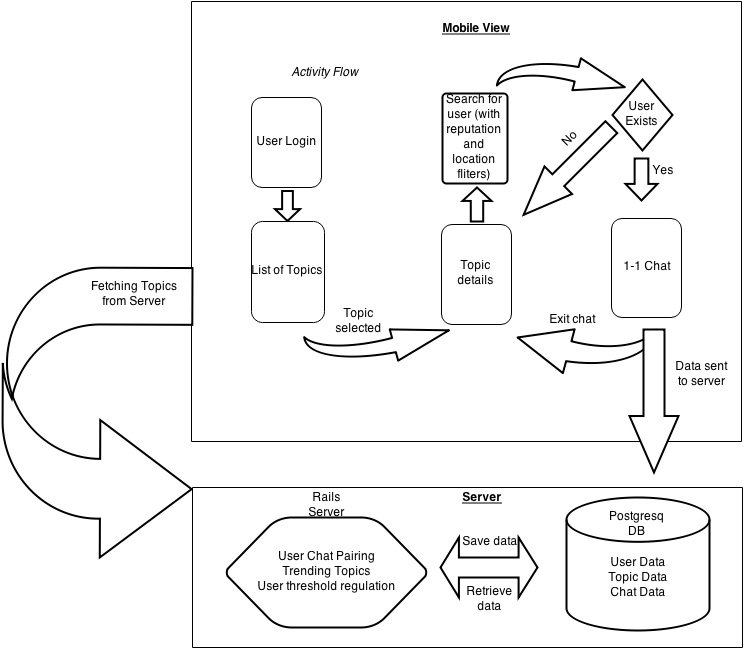 Mobile View
Activity Flow
User Login
List of Topics
Topic
selected
Search for
user (with
reputation
and
location
fliters)
Topic
details
User
Exists
No
Yes
1-1 Chat
Exit chat
Data sent
to server
Fetching Topics
from Server
Server
Rails
Server
User Chat Pairing
Trending Topics
User threshold regulation
Save data
Retrieve
data
Postgresq
DB
User Data
Topic Data
Chat Data